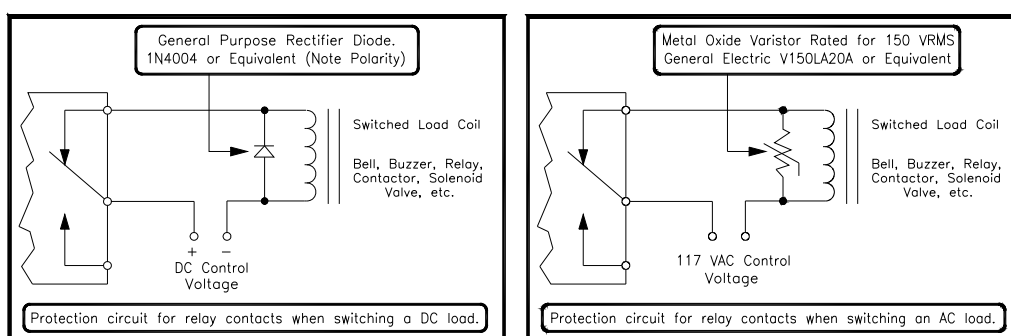 General Purpose Rectifier Diode.
1N4004 or Equivalent (Note Polarity)
Switched Load Coil
Bell, Buzzer, Relay,
Contactor, Solenoid
Valve, etc.
+ −
DC Control
Voltage
Protection circuit for relay contacts when switching a DC load.
Metal Oxide Varistor Rated for 150 VRMS
General Electric V150LA20A or Equivalent
Switched Load Coil
Bell, Buzzer, Relay,
Contactor, Solenoid
Valve, etc.
117 VAC Control
Voltage
Protection circuit for relay contacts when switching an AC load.